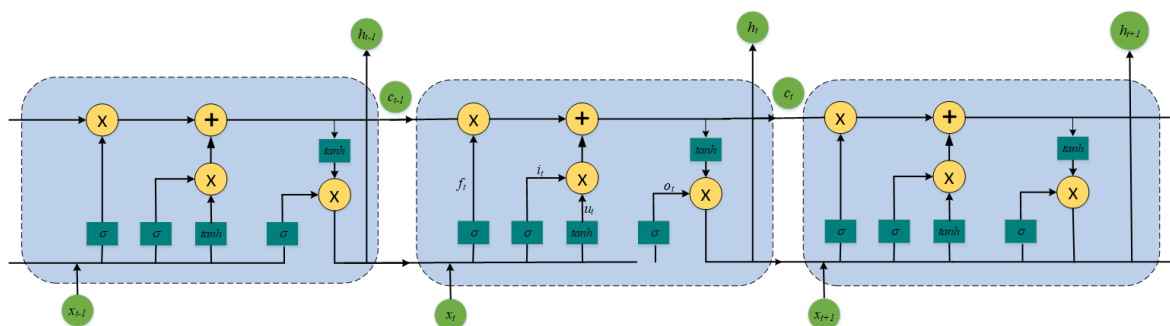 h_{t-1} h_t h_{t+1}
c_{t-1} c_t
x + x + x +
tanh tanh tanh
x i_t x x
f_t o_t x x
x u_t
σ σ tanh σ σ σ tanh σ σ σ tanh σ
x_{t-1} x_t x_{t+1}